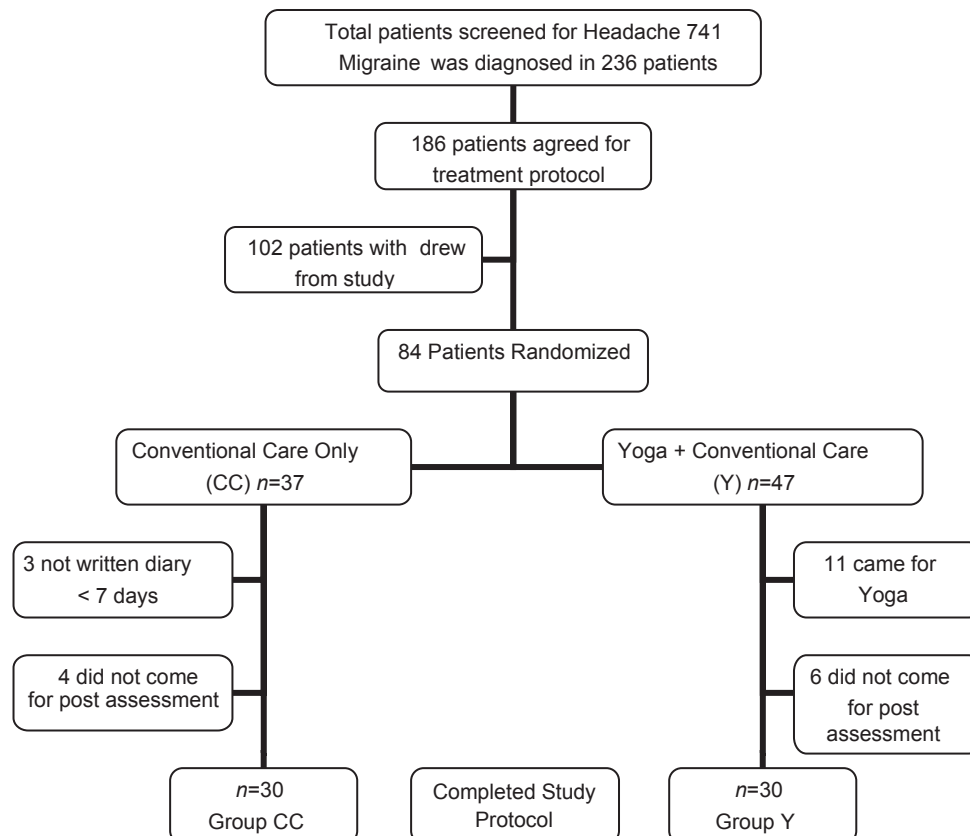 Total patients screened for Headache 741
Migraine was diagnosed in 236 patients
186 patients agreed for
treatment protocol
102 patients with drew
from study
84 Patients Randomized
Conventional Care Only
(CC) n=37
Yoga + Conventional Care
(Y) n=47
3 not written diary
< 7 days
11 came for
Yoga
4 did not come
for post assessment
6 did not come
for post
assessment
n=30
Group CC
Completed Study
Protocol
n=30
Group Y